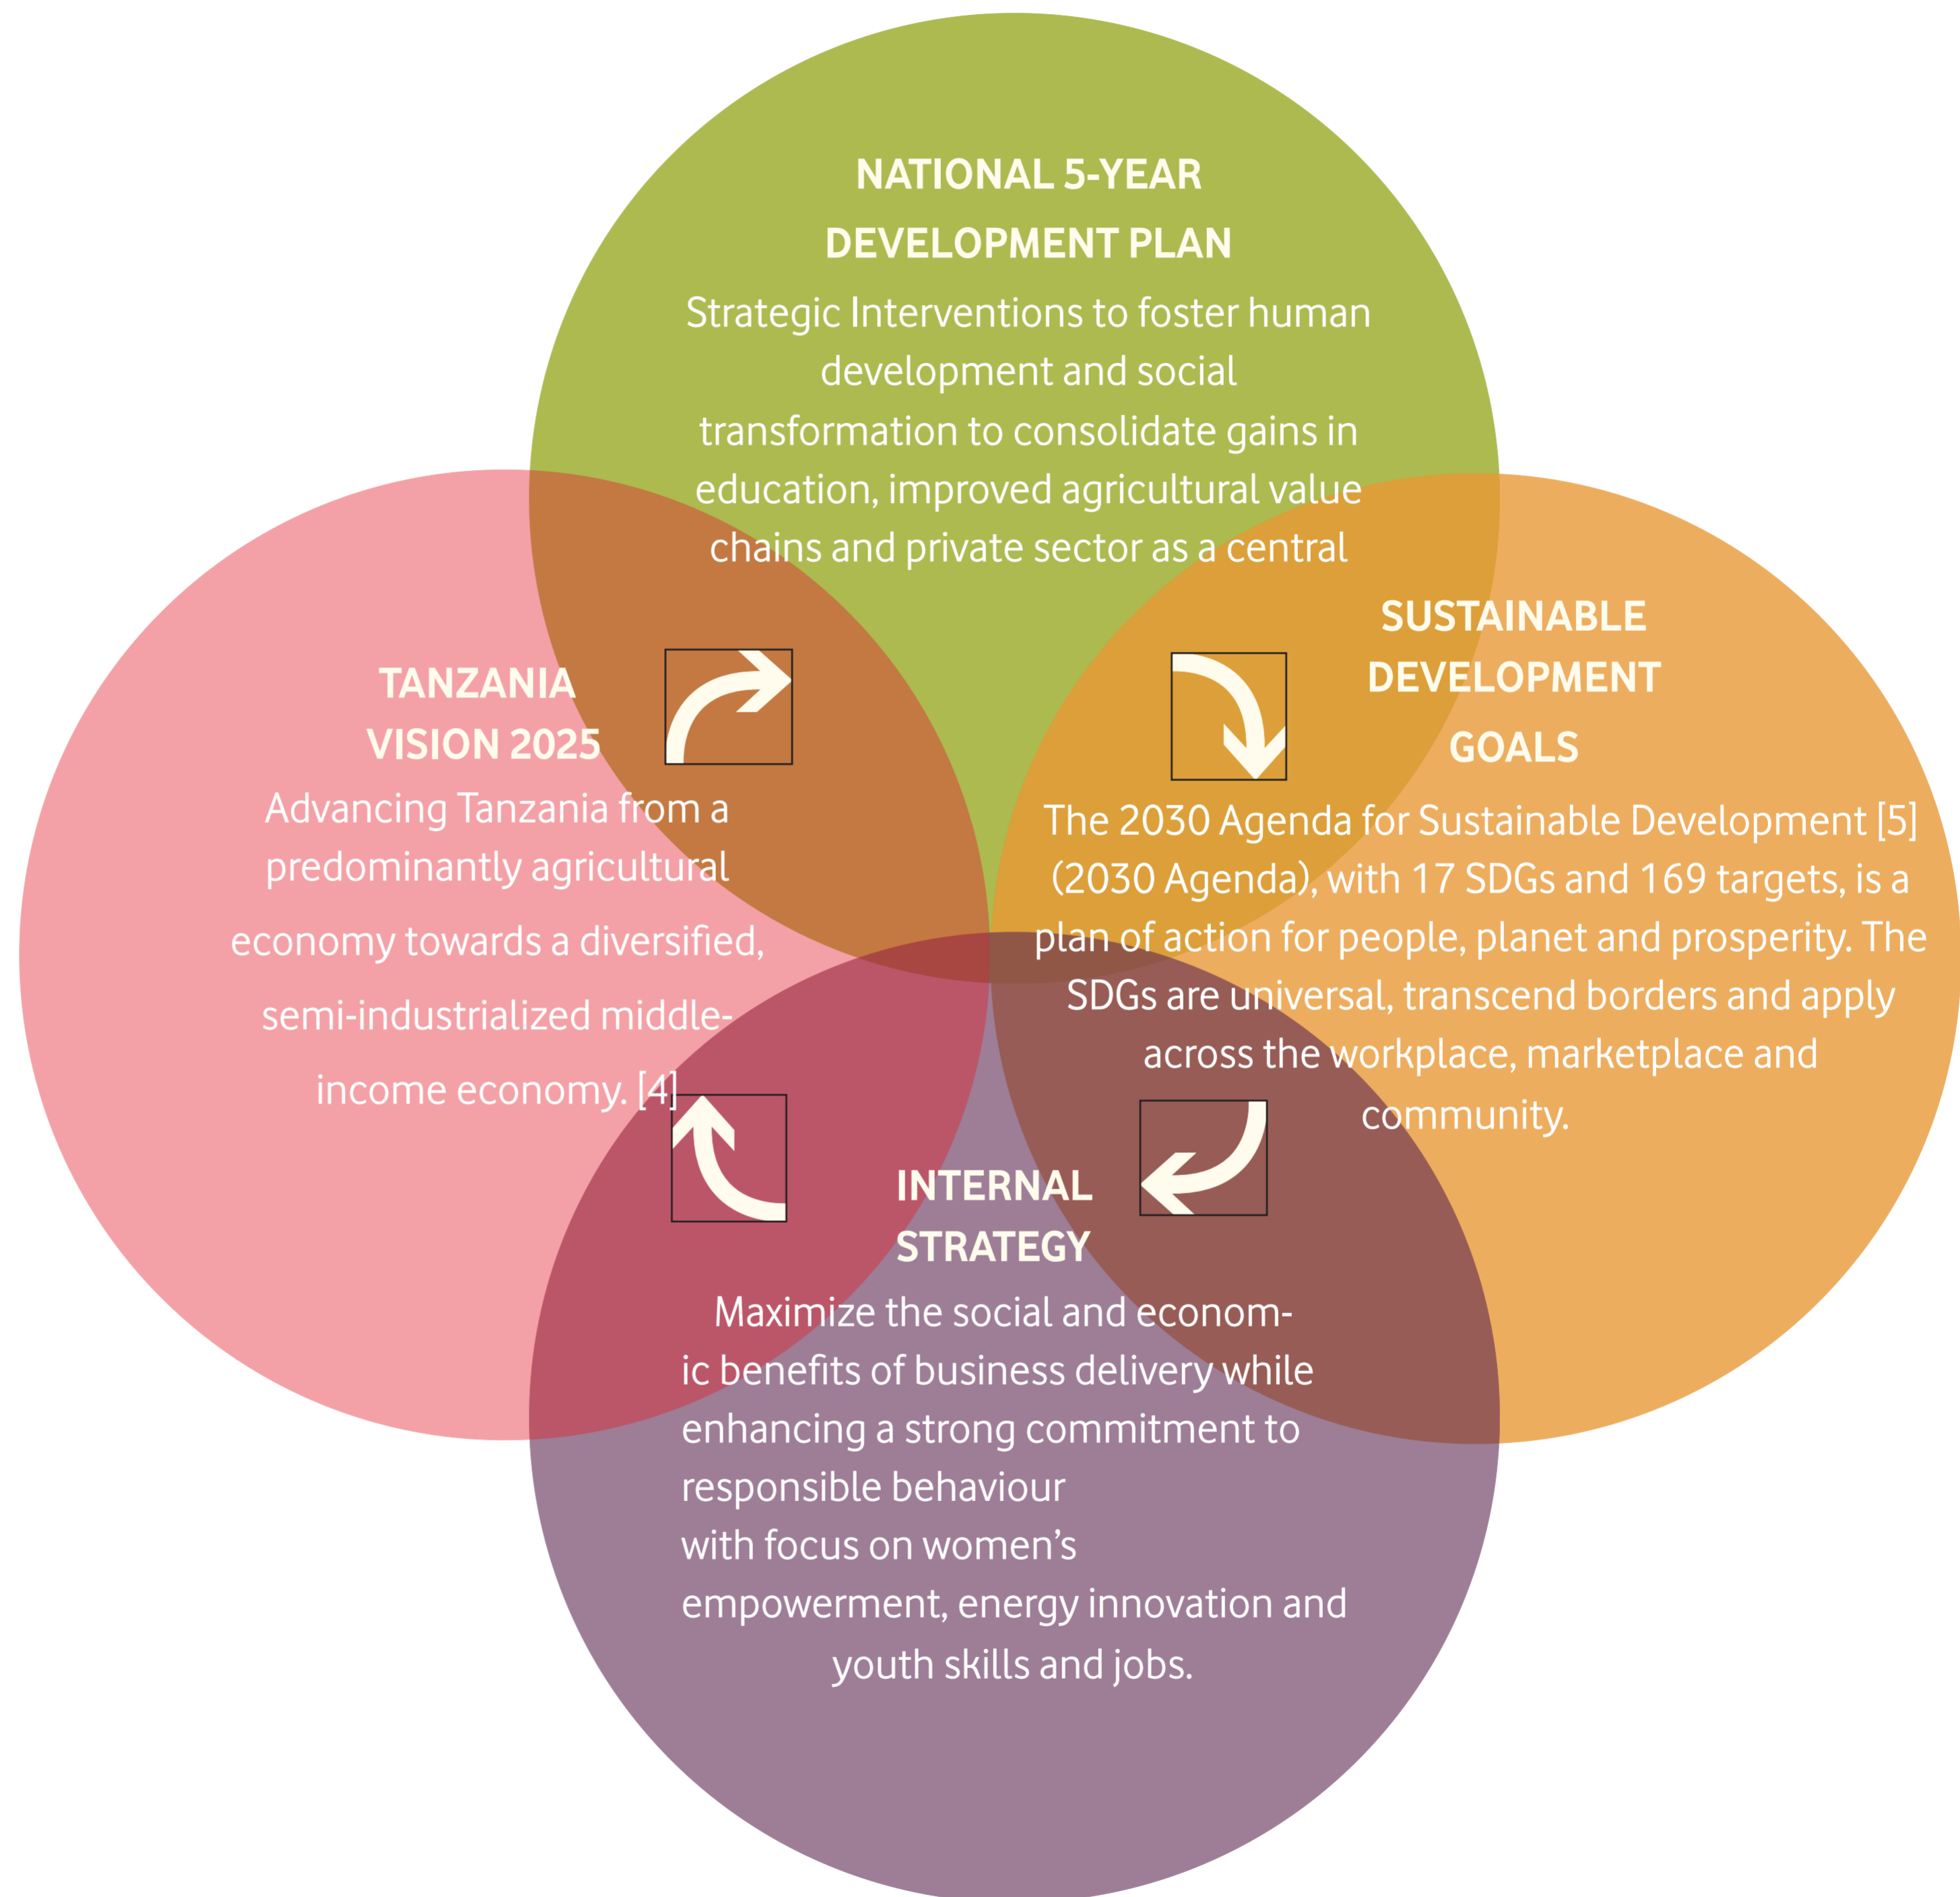 NATIONAL 5-YEAR
DEVELOPMENT PLAN
Strategic Interventions to foster human
development and social
transformation to consolidate gains in
education, improved agricultural value
chains and private sector as a central
TANZANIA
VISION 2025
Advancing Tanzania from a
predominantly agricultural
economy towards a diversified,
semi-industrialized middle-
income economy. [4]
SUSTAINABLE
DEVELOPMENT
GOALS
The 2030 Agenda for Sustainable Development [5]
(2030 Agenda), with 17 SDGs and 169 targets, is a
plan of action for people, planet and prosperity. The
SDGs are universal, transcend borders and apply
across the workplace, marketplace and
community.
INTERNAL
STRATEGY
Maximize the social and econom-
ic benefits of business delivery while
enhancing a strong commitment to
responsible behaviour
with focus on women’s
empowerment, energy innovation and
youth skills and jobs.